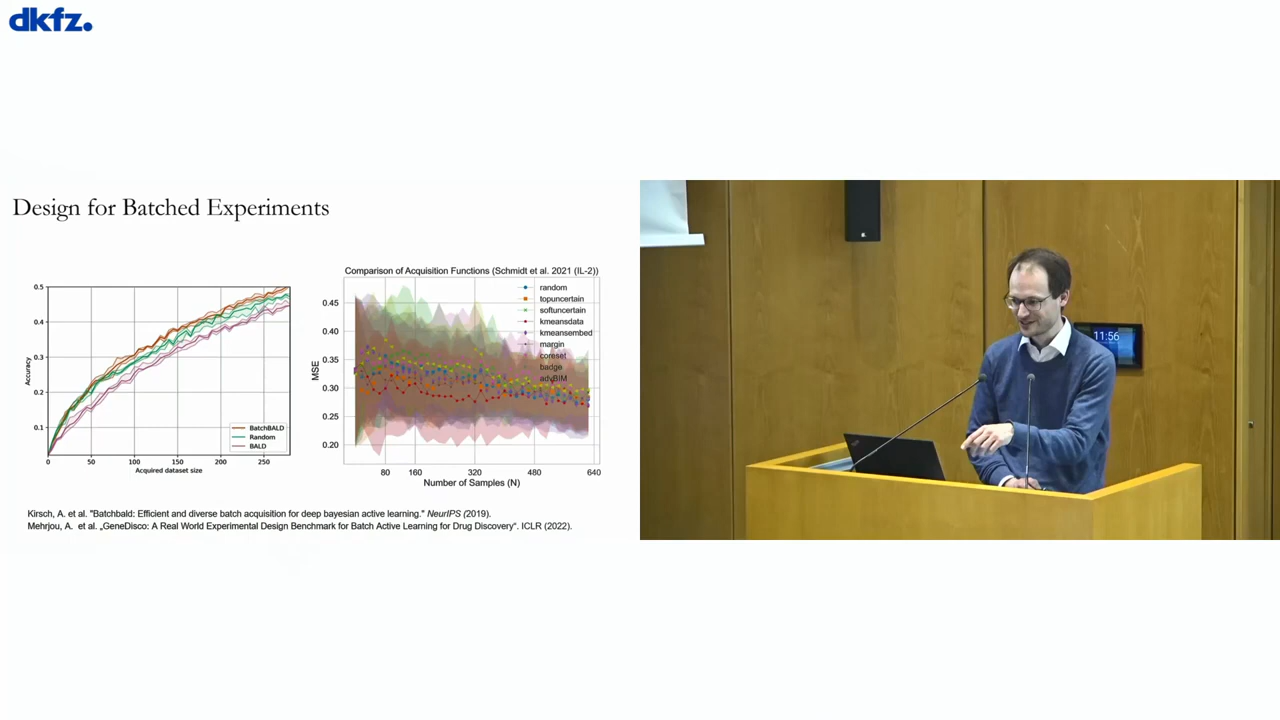 dkfz.
Design for Batched Experiments
Comparison of Acquisition Functions (Schmidt et al. 2021 (IL-2))
0.5
0.4
0.3
0.2
0.1
Accuracy
0
50
100
150
200
250
Acquired dataset size
BatchBALD
Random
BALD
0.45
0.40
0.35
0.30
0.25
0.20
MSE
80
160
320
480
640
Number of Samples (N)
random
topuncertain
softuncertain
kmeansdata
kmeansembed
margin
coreset
badge
advBIM
Kirsch, A. et al. "Batchbald: Efficient and diverse batch acquisition for deep bayesian active learning." NeurIPS (2019).
Mehrjou, A. et al. „GeneDisco: A Real World Experimental Design Benchmark for Batch Active Learning for Drug Discovery“. ICLR (2022).
11:56